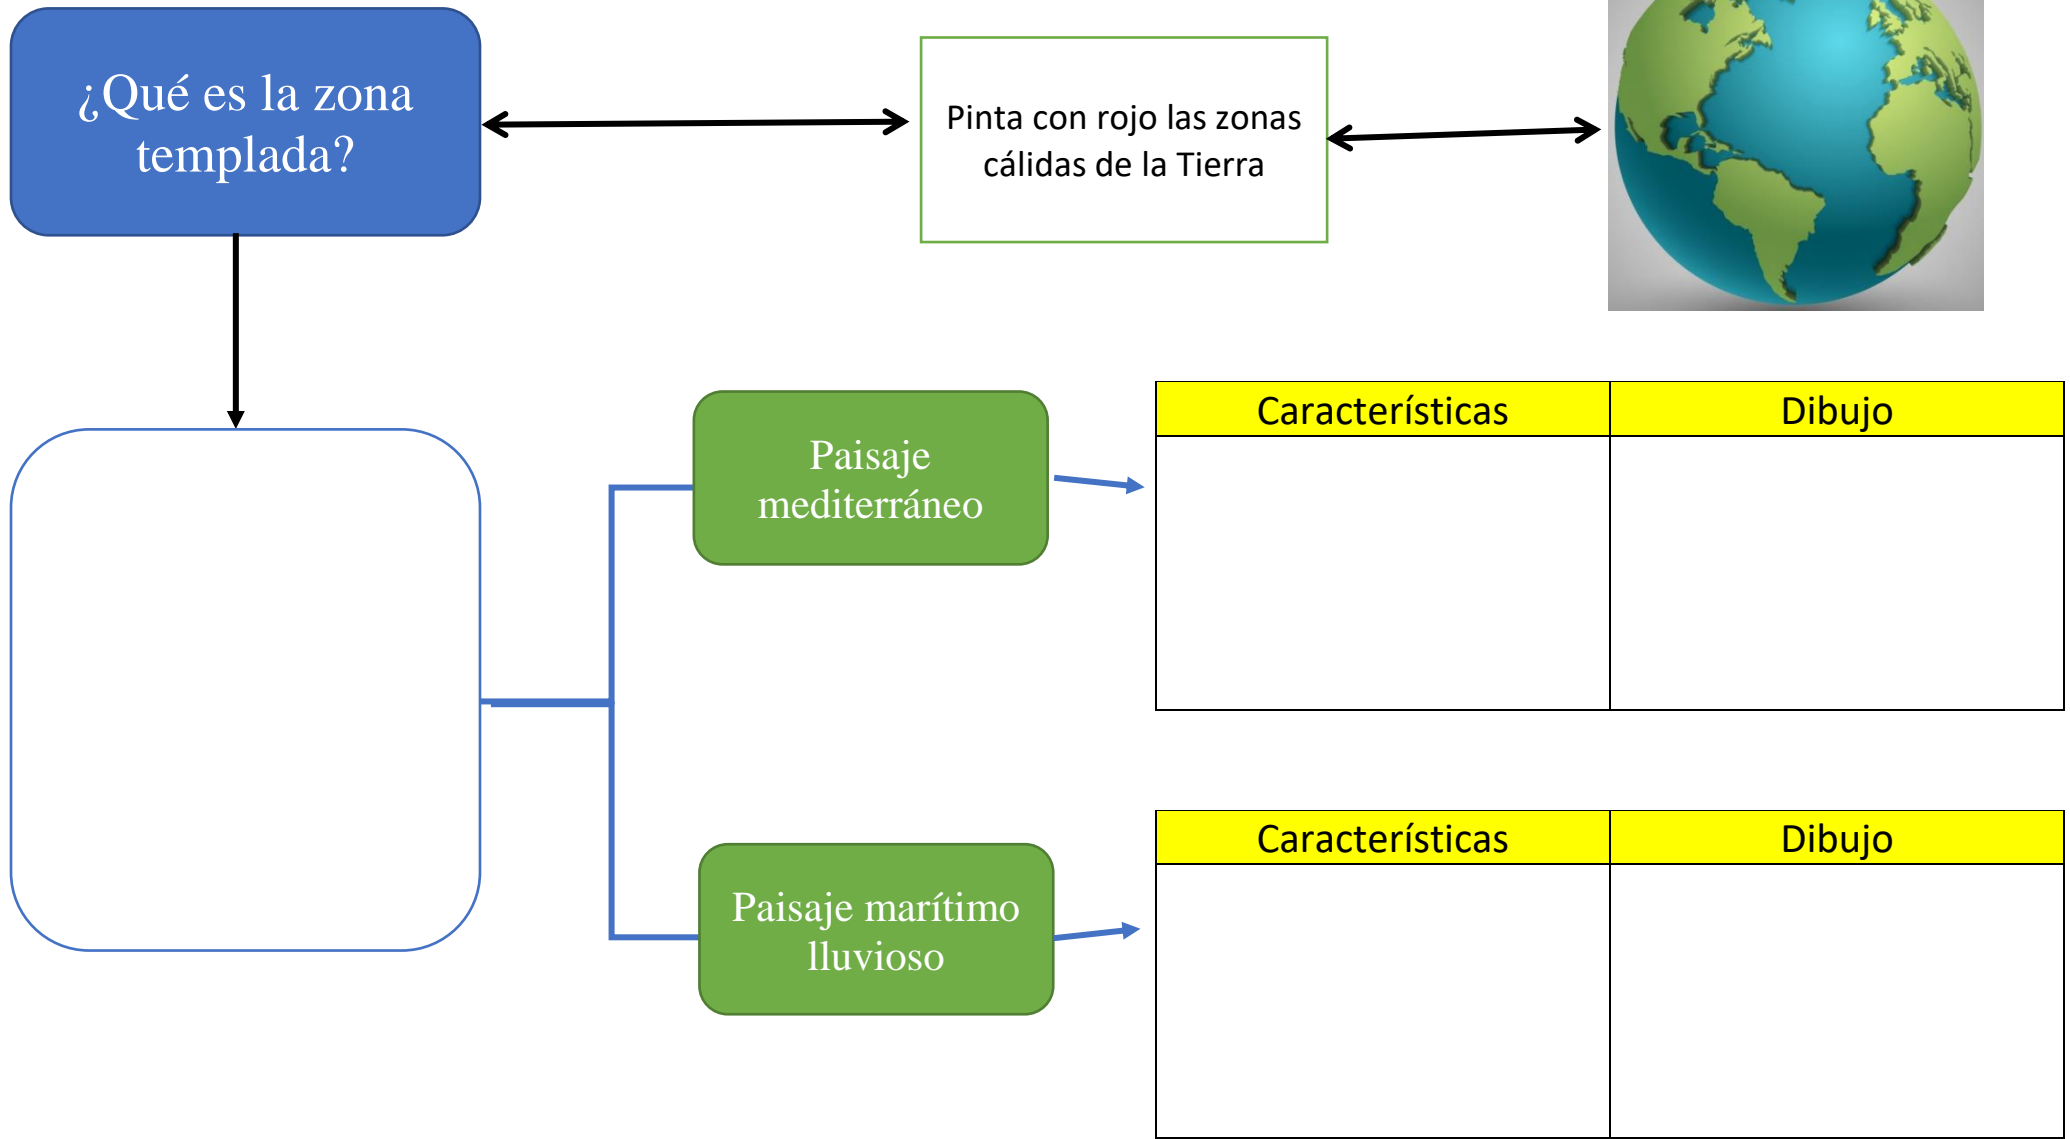 ¿Qué es la zona
templada?
Pinta con rojo las zonas
cálidas de la Tierra
Paisaje
mediterráneo
Características
Dibujo
Paisaje marítimo
lluvioso
Características
Dibujo